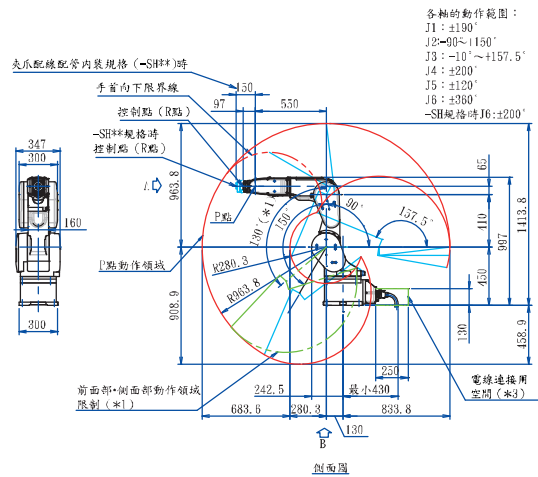 各軸的動作範圍：
J1：±190°
J2:-90～+150°
J3：-10°～+157.5°
J4：±200°
J5：±120°
J6：±360°
-SH規格時J6:±200°
夾爪配線配管內裝規格 (-SH**) 時
手首向下限界線
控制點 (R點)
-SH**規格時
控制點 (R點)
150
97
550
347
300
160
300
963.8
908.9
A
P點
P點動作領域
130°(*1)
150°
90°
157.5°
R280.3
R963.8
65
410
450
997
1413.8
458.9
130
250
電線連接用
空間 (*3)
前面部·側面部動作領域
限制 (*1)
242.5
最小430
683.6
280.3
833.8
130
B
側面圖